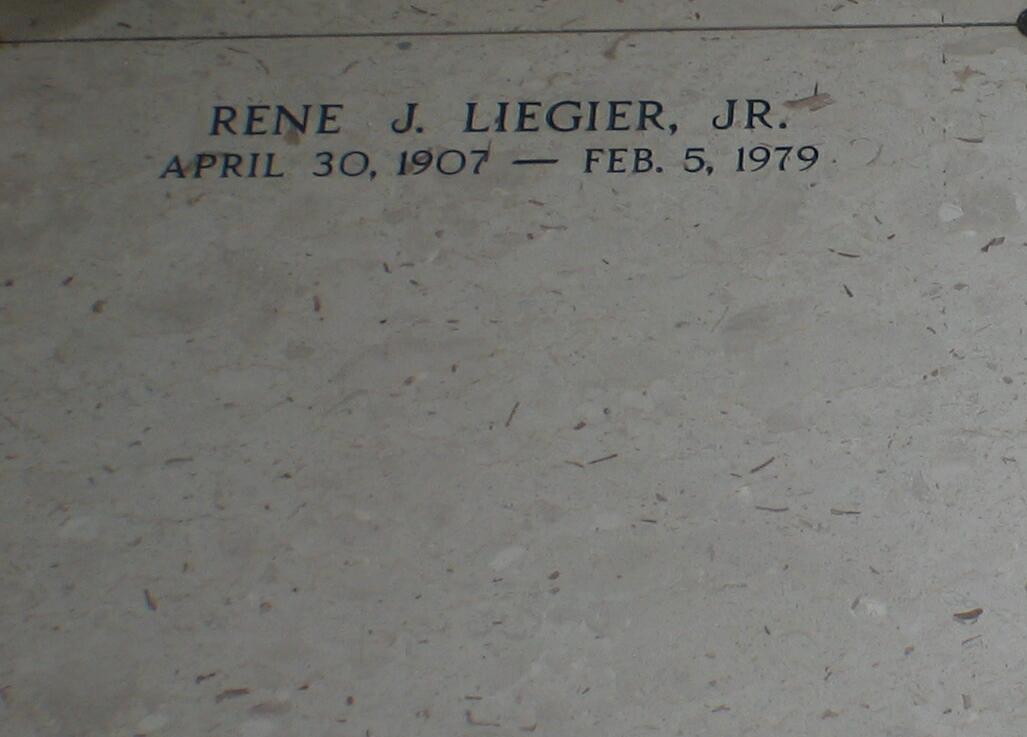 RENE J. LIEGIER, JR.
APRIL 30, 1907 — FEB. 5, 1979